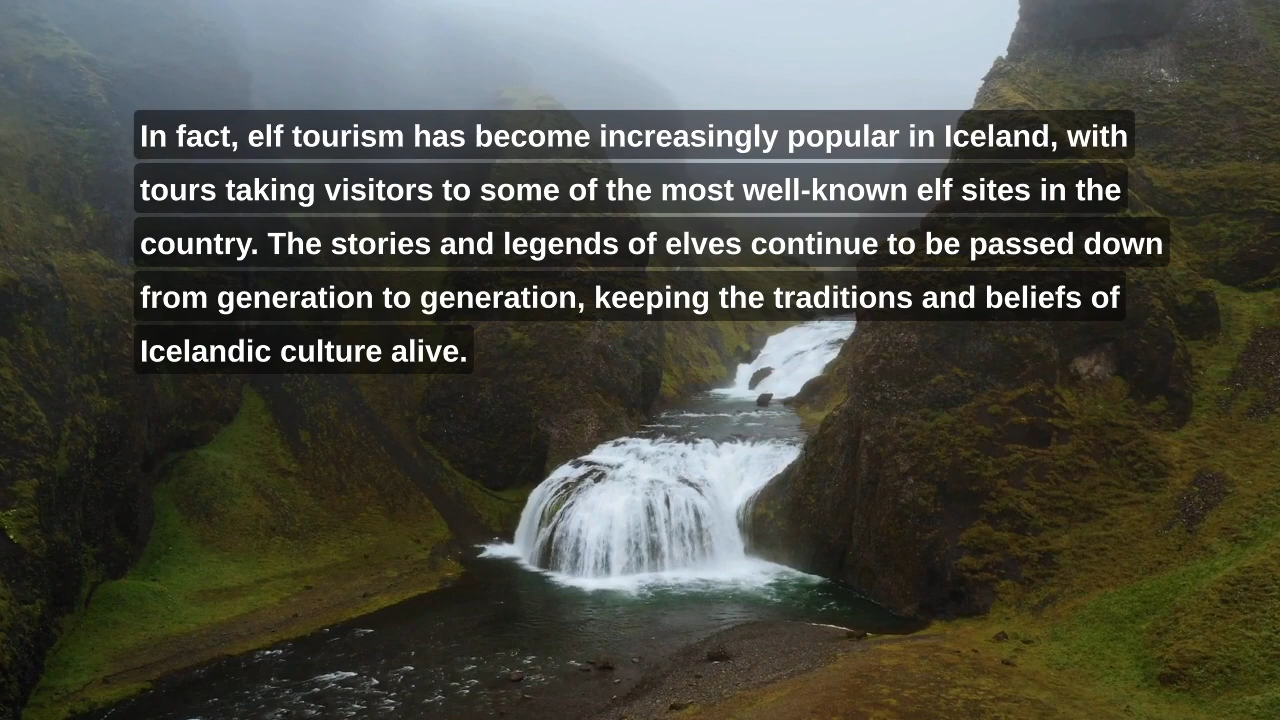 In fact, elf tourism has become increasingly popular in Iceland, with
tours taking visitors to some of the most well-known elf sites in the
country. The stories and legends of elves continue to be passed down
from generation to generation, keeping the traditions and beliefs of
Icelandic culture alive.